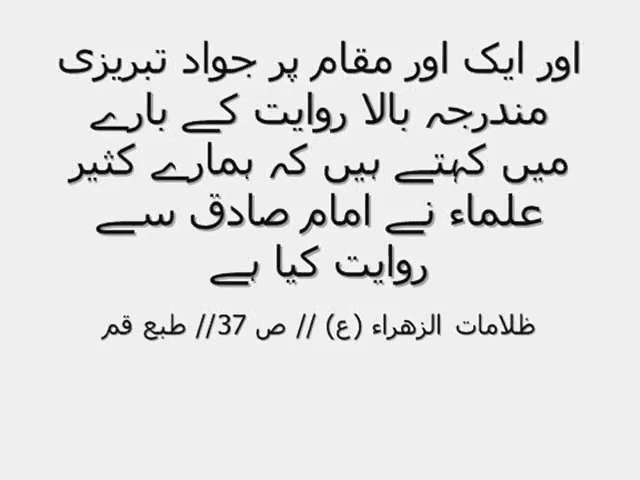 اور ایک اور مقام پر جواد تبریزی
مندرجہ بالا روایت کے بارے
میں کہتے ہیں کہ ہمارے کثیر
علماء نے امام صادق سے
روایت کیا ہے
ظلامات الزهراء (ع) // ص 37// طبع قم